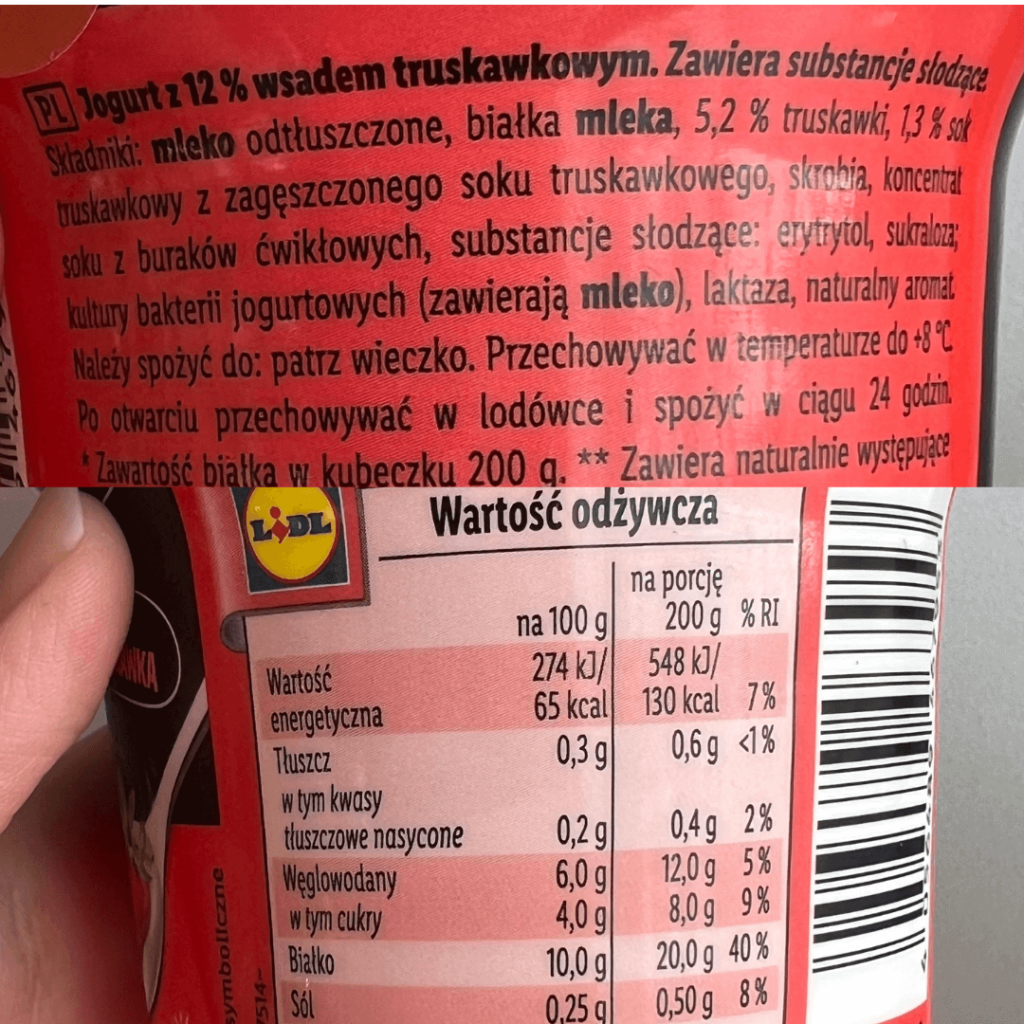 PL Jogurt z 12 % wsadem truskawkowym. Zawiera substancje słodzące.
Składniki: mleko odtłuszczone, białka mleka, 5,2 % truskawki, 1,3 % sok
truskawkowy z zagęszczonego soku truskawkowego, skrobia, koncentrat
soku z buraków ćwikłowych, substancje słodzące: erytrytol, sukraloza;
kultury bakterii jogurtowych (zawierają mleko), laktaza, naturalny aromat.
Należy spożyć do: patrz wieczko. Przechowywać w temperaturze do +8 °C.
Po otwarciu przechowywać w lodówce i spożyć w ciągu 24 godzin.
* Zawartość białka w kubeczku 200 g. ** Zawiera naturalnie występujące
LIDL
Wartość odżywcza
na 100 g na porcję 200 g % RI
Wartość energetyczna 274 kJ/ 65 kcal 548 kJ/ 130 kcal 7 %
Tłuszcz 0,3 g 0,6 g <1 %
w tym kwasy tłuszczowe nasycone 0,2 g 0,4 g 2 %
Węglowodany 6,0 g 12,0 g 5 %
w tym cukry 4,0 g 8,0 g 9 %
Białko 10,0 g 20,0 g 40 %
Sól 0,25 g 0,50 g 8 %